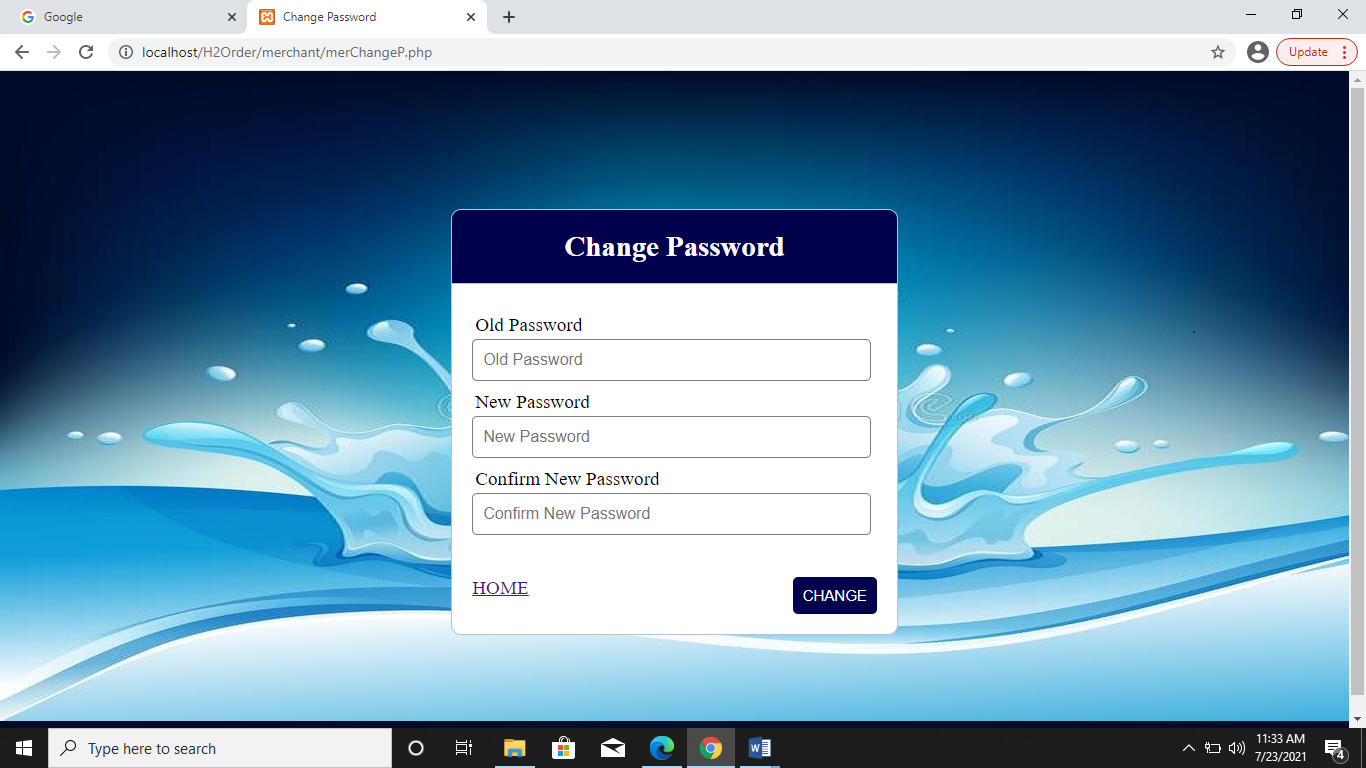 Google
Change Password
localhost/H2Order/merchant/merChangeP.php
Update
Change Password
Old Password
Old Password
New Password
New Password
Confirm New Password
Confirm New Password
HOME
CHANGE
Type here to search
11:33 AM
7/23/2021
4